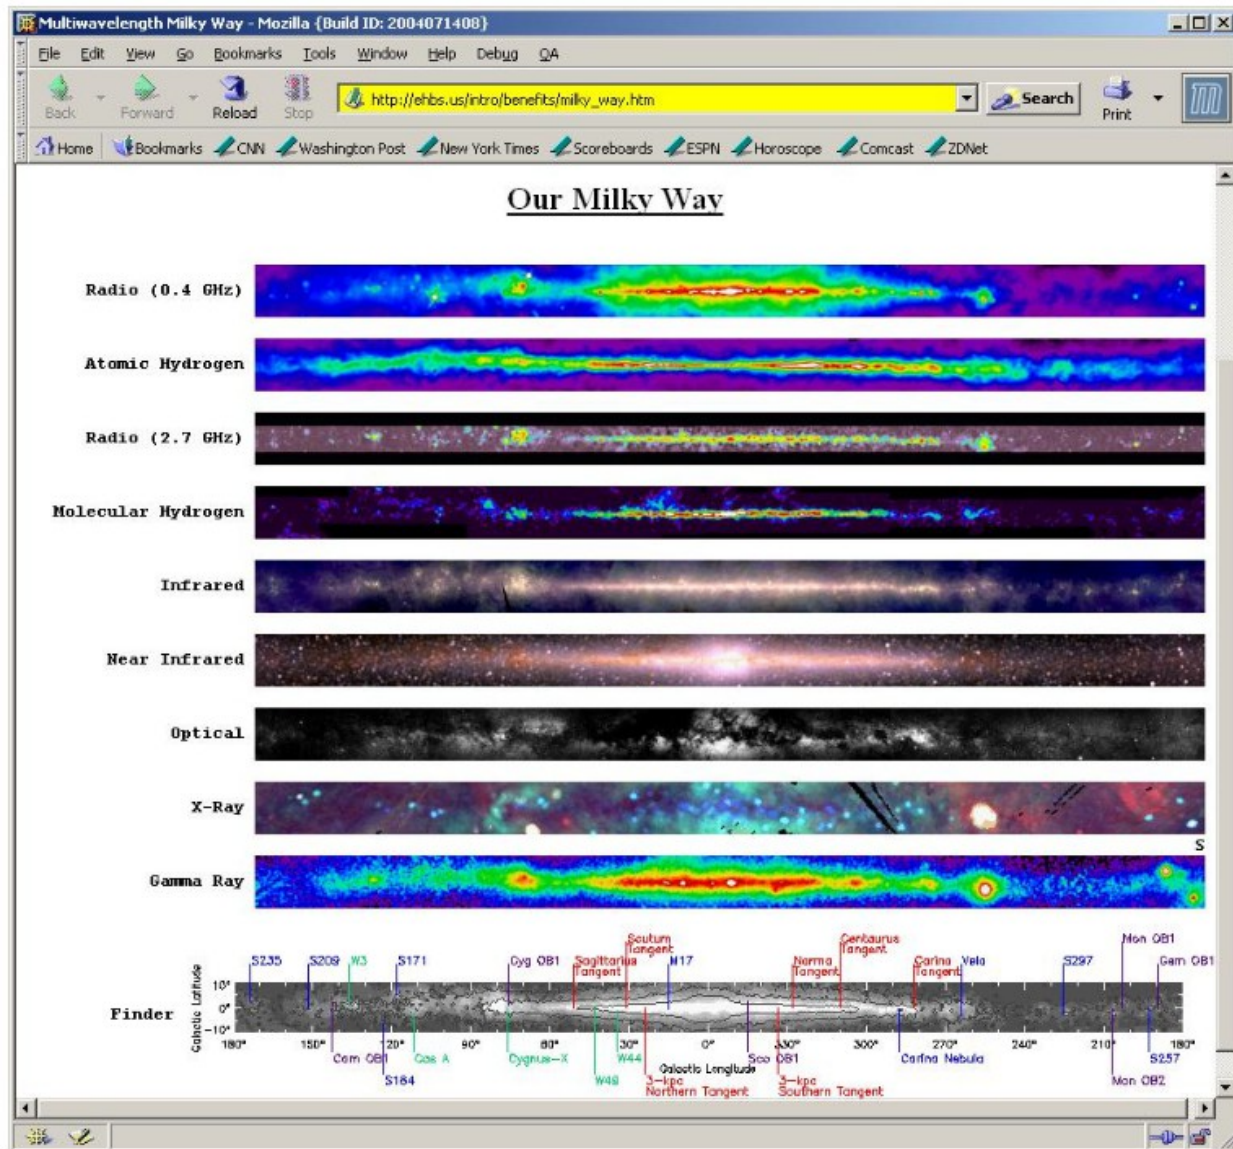 Multiwavelength Milky Way - Mozilla {Build ID: 2004071408}
File Edit View Go Bookmarks Tools Window Help Debug QA
Back Forward Reload Stop http://ehbs.us/intro/benefits/milky_way.htm Search Print
Home Bookmarks CNN Washington Post New York Times Scoreboards ESPN Horoscope Comcast ZDNet
Our Milky Way
Radio (0.4 GHz)
Atomic Hydrogen
Radio (2.7 GHz)
Molecular Hydrogen
Infrared
Near Infrared
Optical
X-Ray
S
Gamma Ray
Scutum Tangent Centaurus Tangent Mon OB1
S235 S209 W3 S171 Cyg OB1 Sagittarius Tangent M17 Norma Tangent Carina Tangent Vela S297 Gem OB1
Finder
Galactic Latitude
10°
0°
-10°
180° 150° 120° 90° 60° 30° 0° 330° 300° 270° 240° 210° 180°
Cam OB1 Cas A Cygnus-X W44 Sco OB1 Carina Nebula S257
Galactic Longitude
S184 W49 3-kpc Northern Tangent 3-kpc Southern Tangent Mon OB2